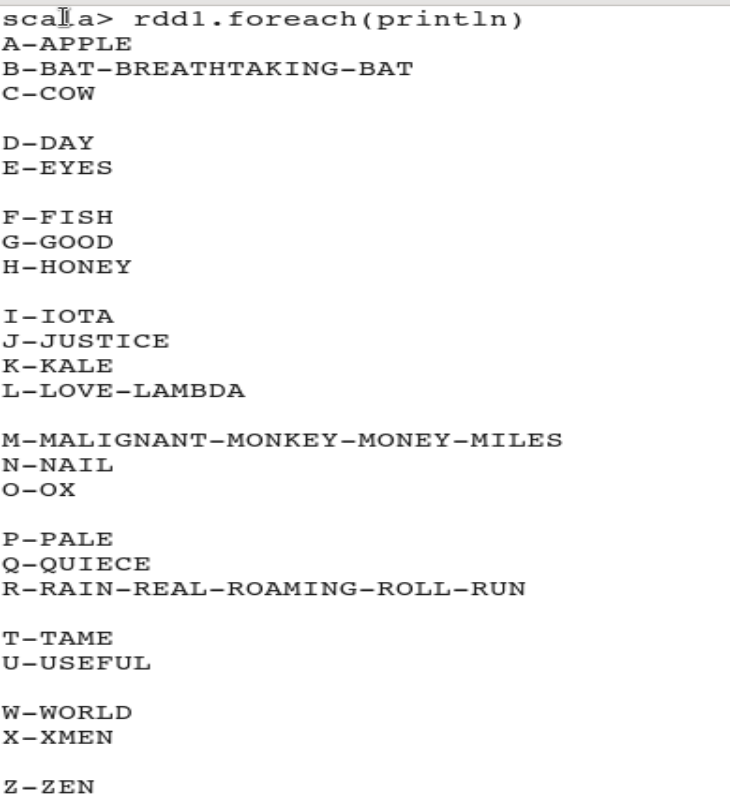 scala> rdd1.foreach(println)
A-APPLE
B-BAT-BREATHTAKING-BAT
C-COW
D-DAY
E-EYES
F-FISH
G-GOOD
H-HONEY
I-IOTA
J-JUSTICE
K-KALE
L-LOVE-LAMBDA
M-MALIGNANT-MONKEY-MONEY-MILES
N-NAIL
O-OX
P-PALE
Q-QUIECE
R-RAIN-REAL-ROAMING-ROLL-RUN
T-TAME
U-USEFUL
W-WORLD
X-XMEN
Z-ZEN